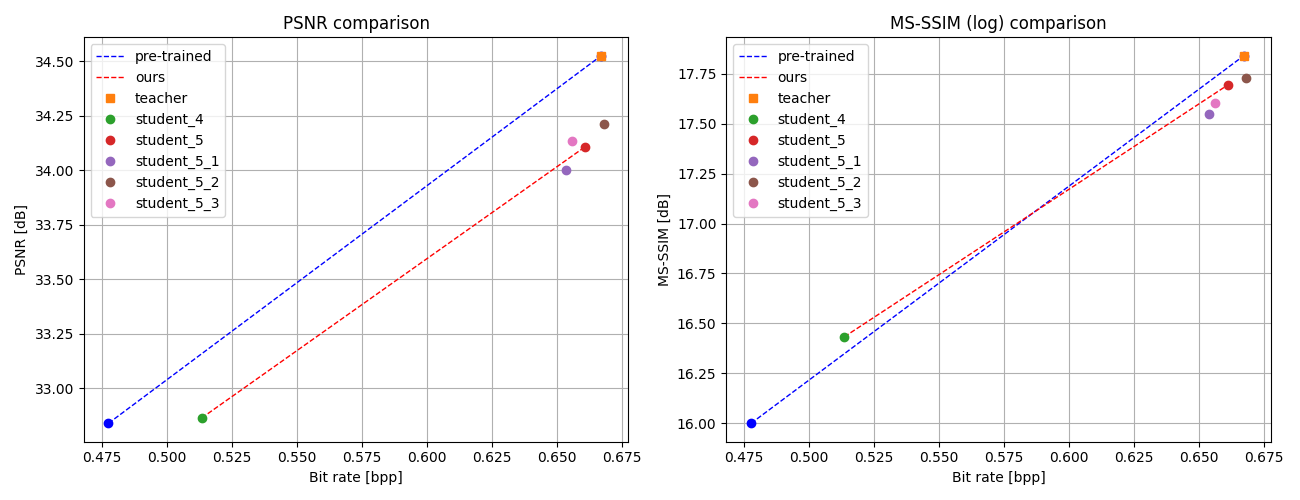 PSNR comparison
PSNR [dB]
34.50
34.25
34.00
33.75
33.50
33.25
33.00
pre-trained
ours
teacher
student_4
student_5
student_5_1
student_5_2
student_5_3
0.475 0.500 0.525 0.550 0.575 0.600 0.625 0.650 0.675
Bit rate [bpp]
MS-SSIM (log) comparison
MS-SSIM [dB]
17.75
17.50
17.25
17.00
16.75
16.50
16.25
16.00
pre-trained
ours
teacher
student_4
student_5
student_5_1
student_5_2
student_5_3
0.475 0.500 0.525 0.550 0.575 0.600 0.625 0.650 0.675
Bit rate [bpp]